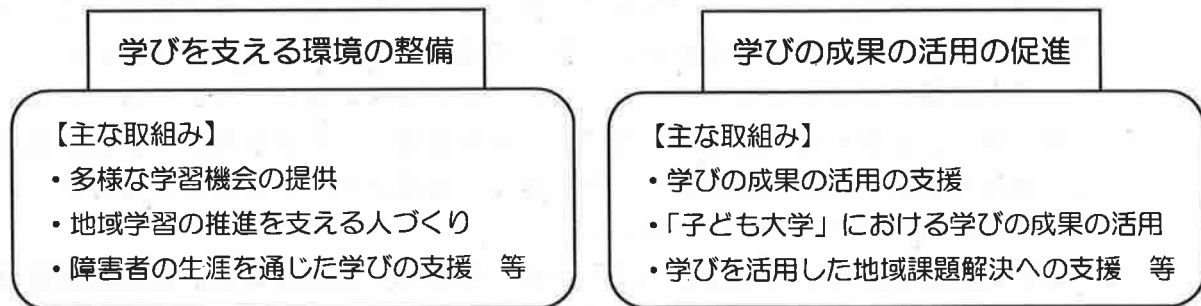 学びを支える環境の整備
【主な取組み】
・多様な学習機会の提供
・地域学習の推進を支える人づくり
・障害者の生涯を通じた学びの支援 等
学びの成果の活用の促進
【主な取組み】
・学びの成果の活用の支援
・「子ども大学」における学びの成果の活用
・学びを活用した地域課題解決への支援 等